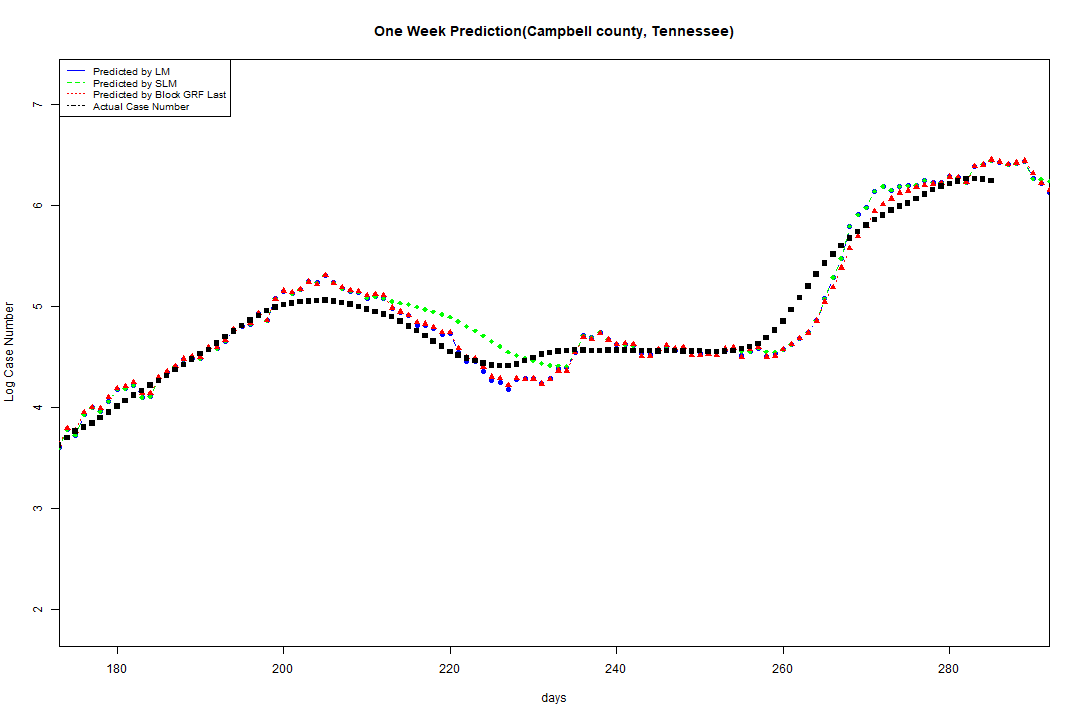 One Week Prediction(Campbell county, Tennessee)
Predicted by LM
Predicted by SLM
Predicted by Block GRF Last
Actual Case Number
7
6
5
4
3
2
Log Case Number
180 200 220 240 260 280
days